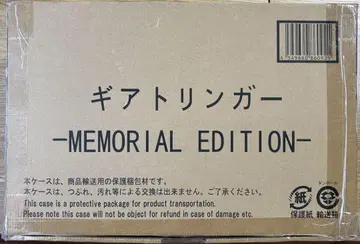 ギアトリンガー
-MEMORIAL EDITION-
本ケースは、商品輸送用の保護梱包材です。
本ケースは、つぶれ、汚れ等による交換は出来ません。ご了承ください。
This case is a protective package for product transportation.
Please note this case will not be object for refund in case of damage etc.
紙
保護紙
輸送箱